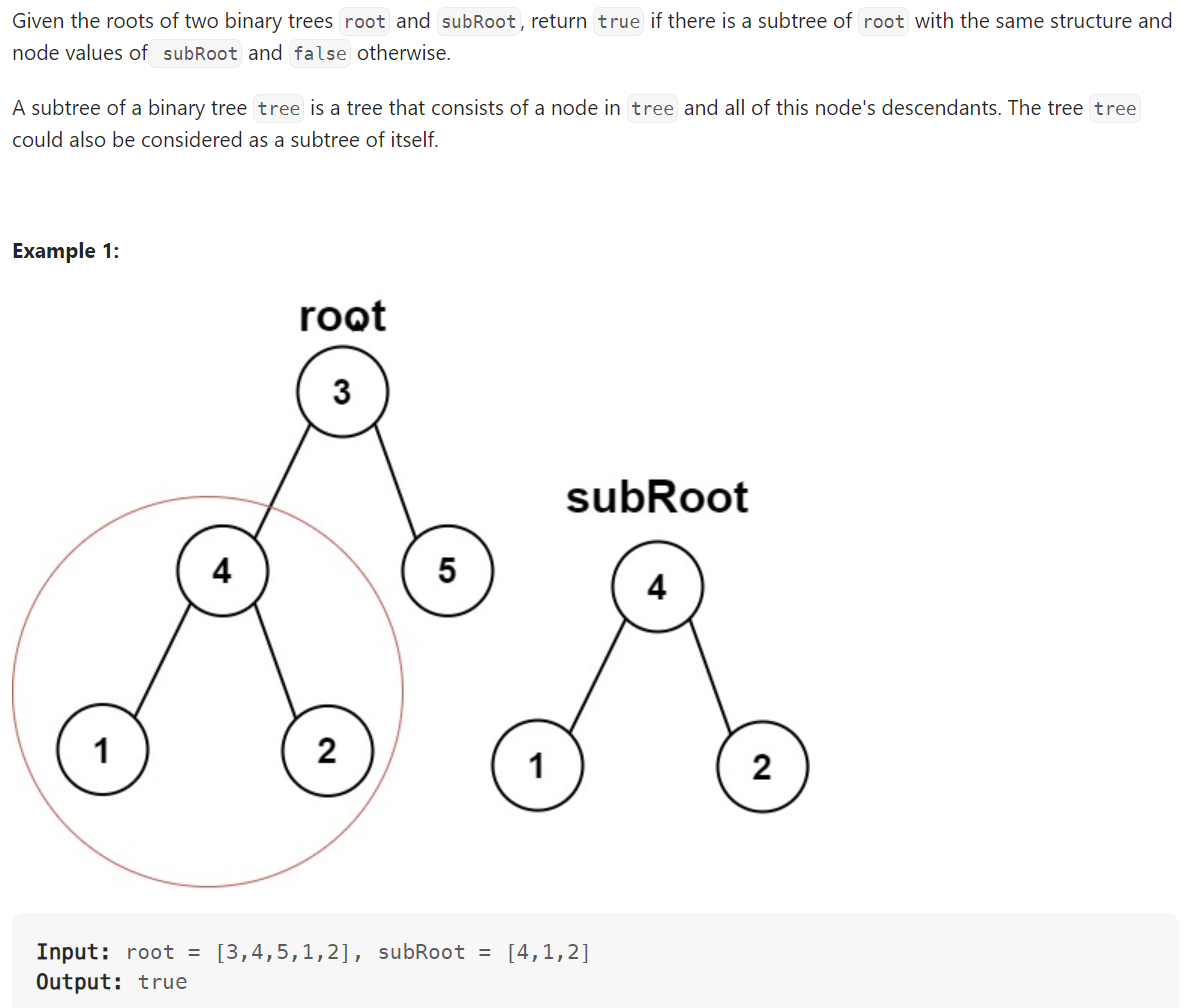 Given the roots of two binary trees root and subRoot, return true if there is a subtree of root with the same structure and
node values of subRoot and false otherwise.
A subtree of a binary tree tree is a tree that consists of a node in tree and all of this node's descendants. The tree tree
could also be considered as a subtree of itself.
Example 1:
root
3
subRoot
4
5
4
1
2
1
2
Input: root = [3,4,5,1,2], subRoot = [4,1,2]
Output: true